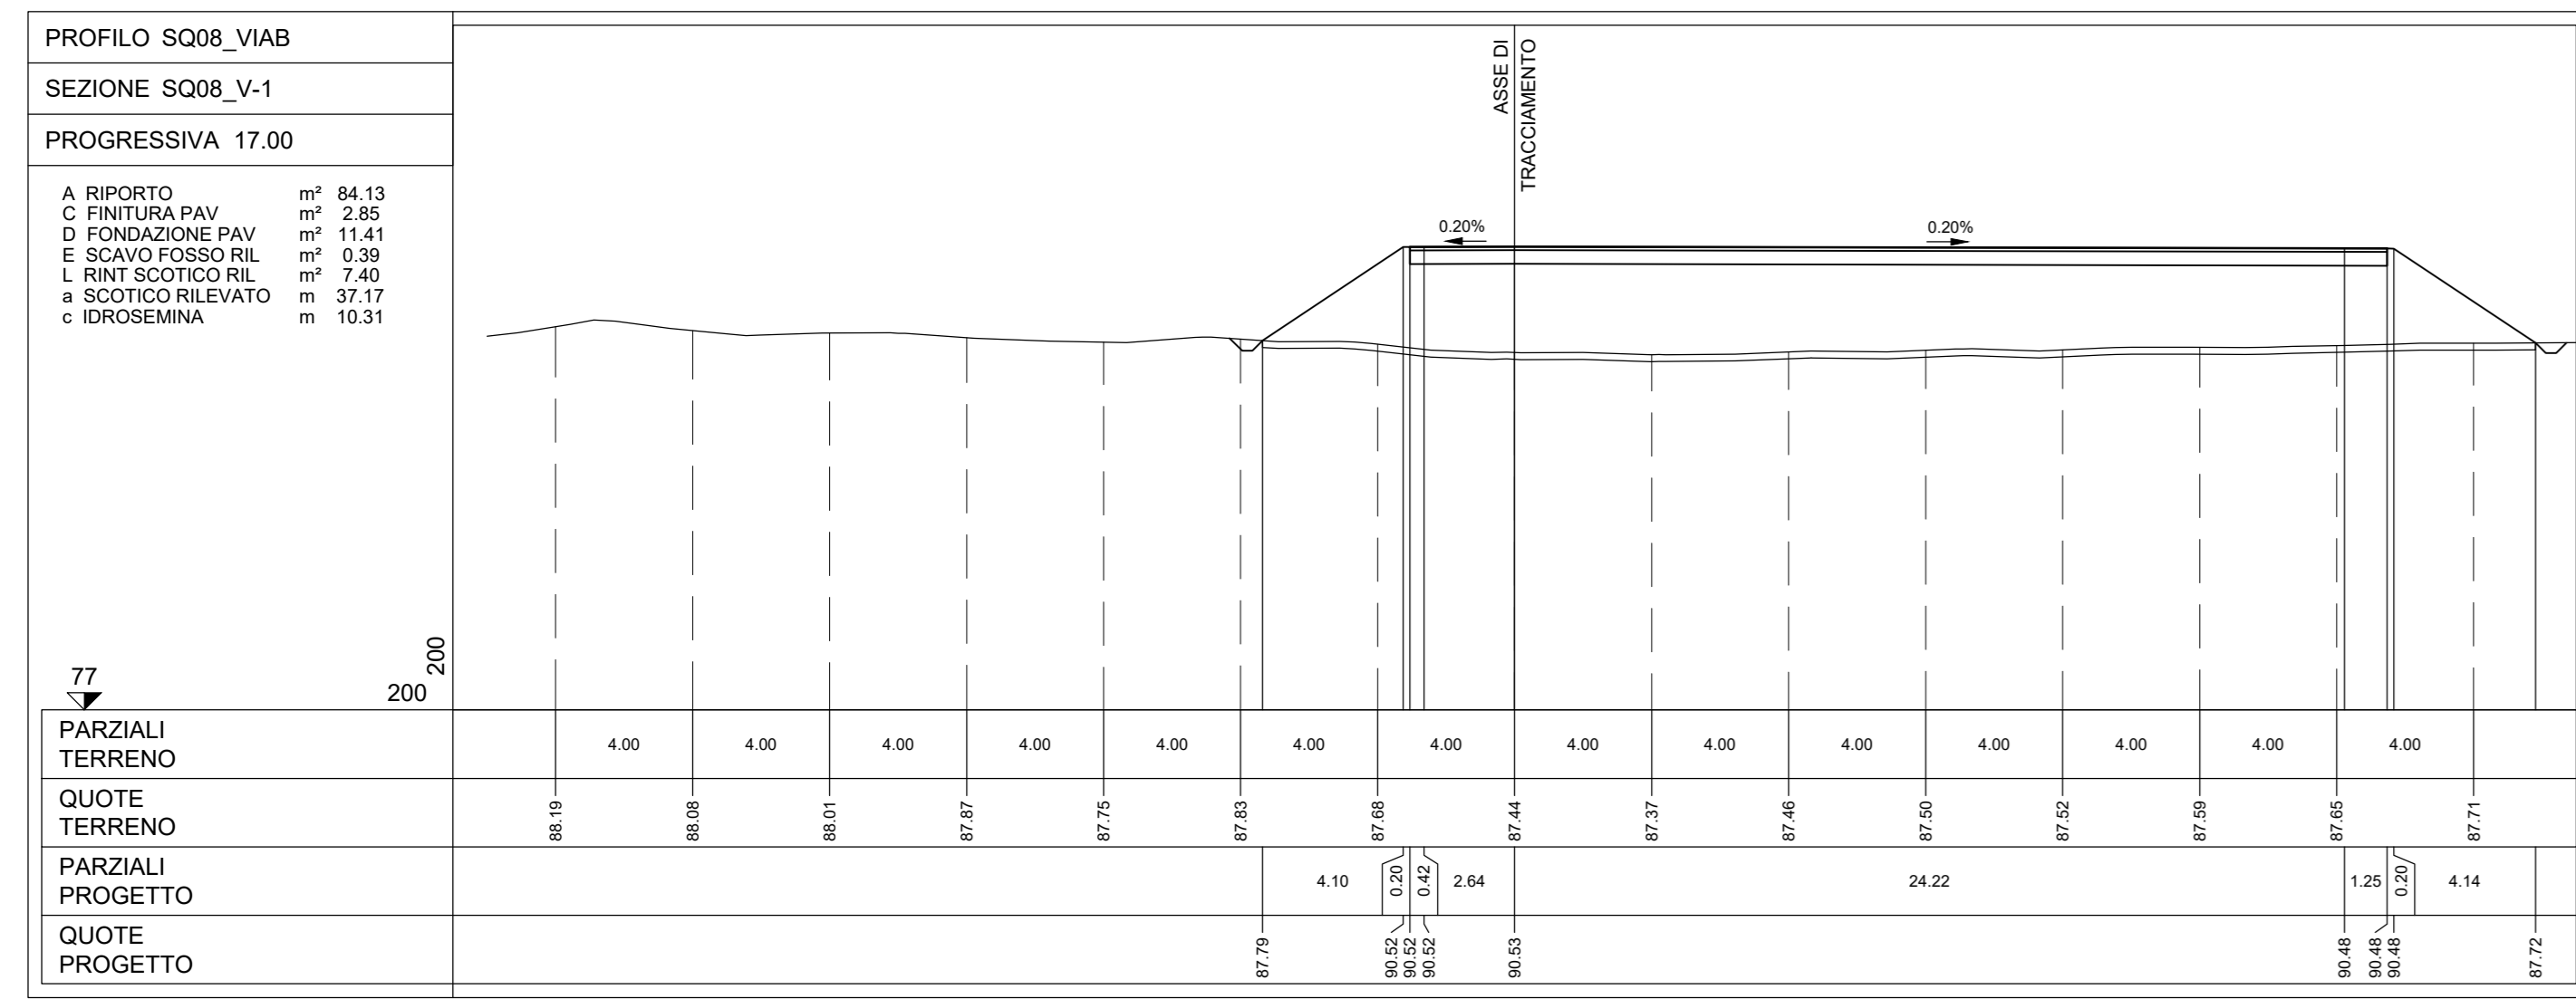 PROFILO SQ08_VIAB
SEZIONE SQ08_V-1
PROGRESSIVA 17.00
A RIPORTO m² 84.13
C FINITURA PAV m² 2.85
D FONDAZIONE PAV m² 11.41
E SCAVO FOSSO RIL m² 0.39
L RINT SCOTICO RIL m² 7.40
a SCOTICO RILEVATO m 37.17
c IDROSEMINA m 10.31
ASSE DI
TRACCIAMENTO
0.20% 0.20%
77
200
200
PARZIALI
TERRENO
4.00 4.00 4.00 4.00 4.00 4.00 4.00 4.00 4.00 4.00 4.00 4.00 4.00 4.00
QUOTE
TERRENO
88.19 88.08 88.01 87.87 87.75 87.83 87.68 87.44 87.37 87.46 87.50 87.52 87.59 87.65 87.71
PARZIALI
PROGETTO
4.10 0.20 0.42 2.64 24.22 1.25 0.20 4.14
QUOTE
PROGETTO
87.79 90.52 90.52 90.52 90.53 90.48 90.48 90.48 87.72